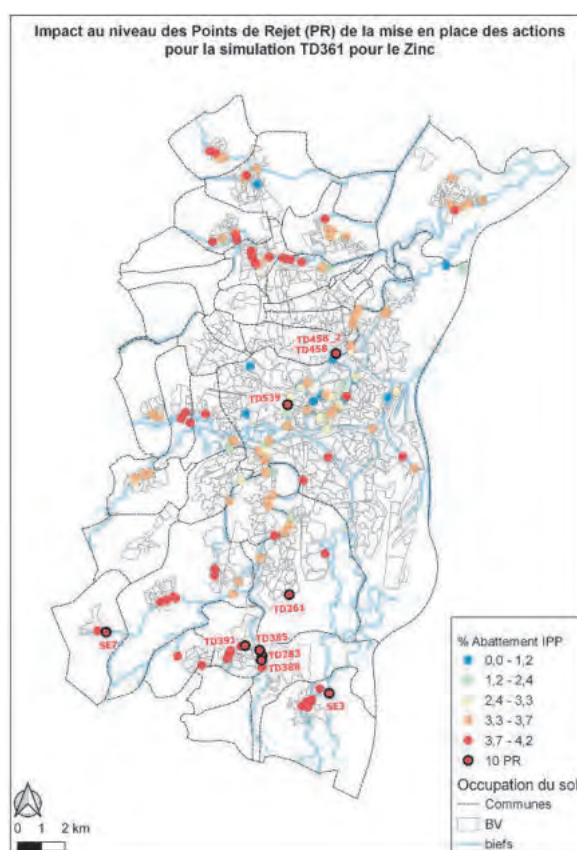 Impact au niveau des Points de Rejet (PR) de la mise en place des actions
pour la simulation TD361 pour le Zinc
TD458_2
TD458
TD539
TD261
SE7
TD391
TD385
TD283
TD388
SE3
% Abattement IPP
0,0 - 1,2
1,2 - 2,4
2,4 - 3,3
3,3 - 3,7
3,7 - 4,2
10 PR
Occupation du sol
Communes
BV
biefs
0 1 2 km